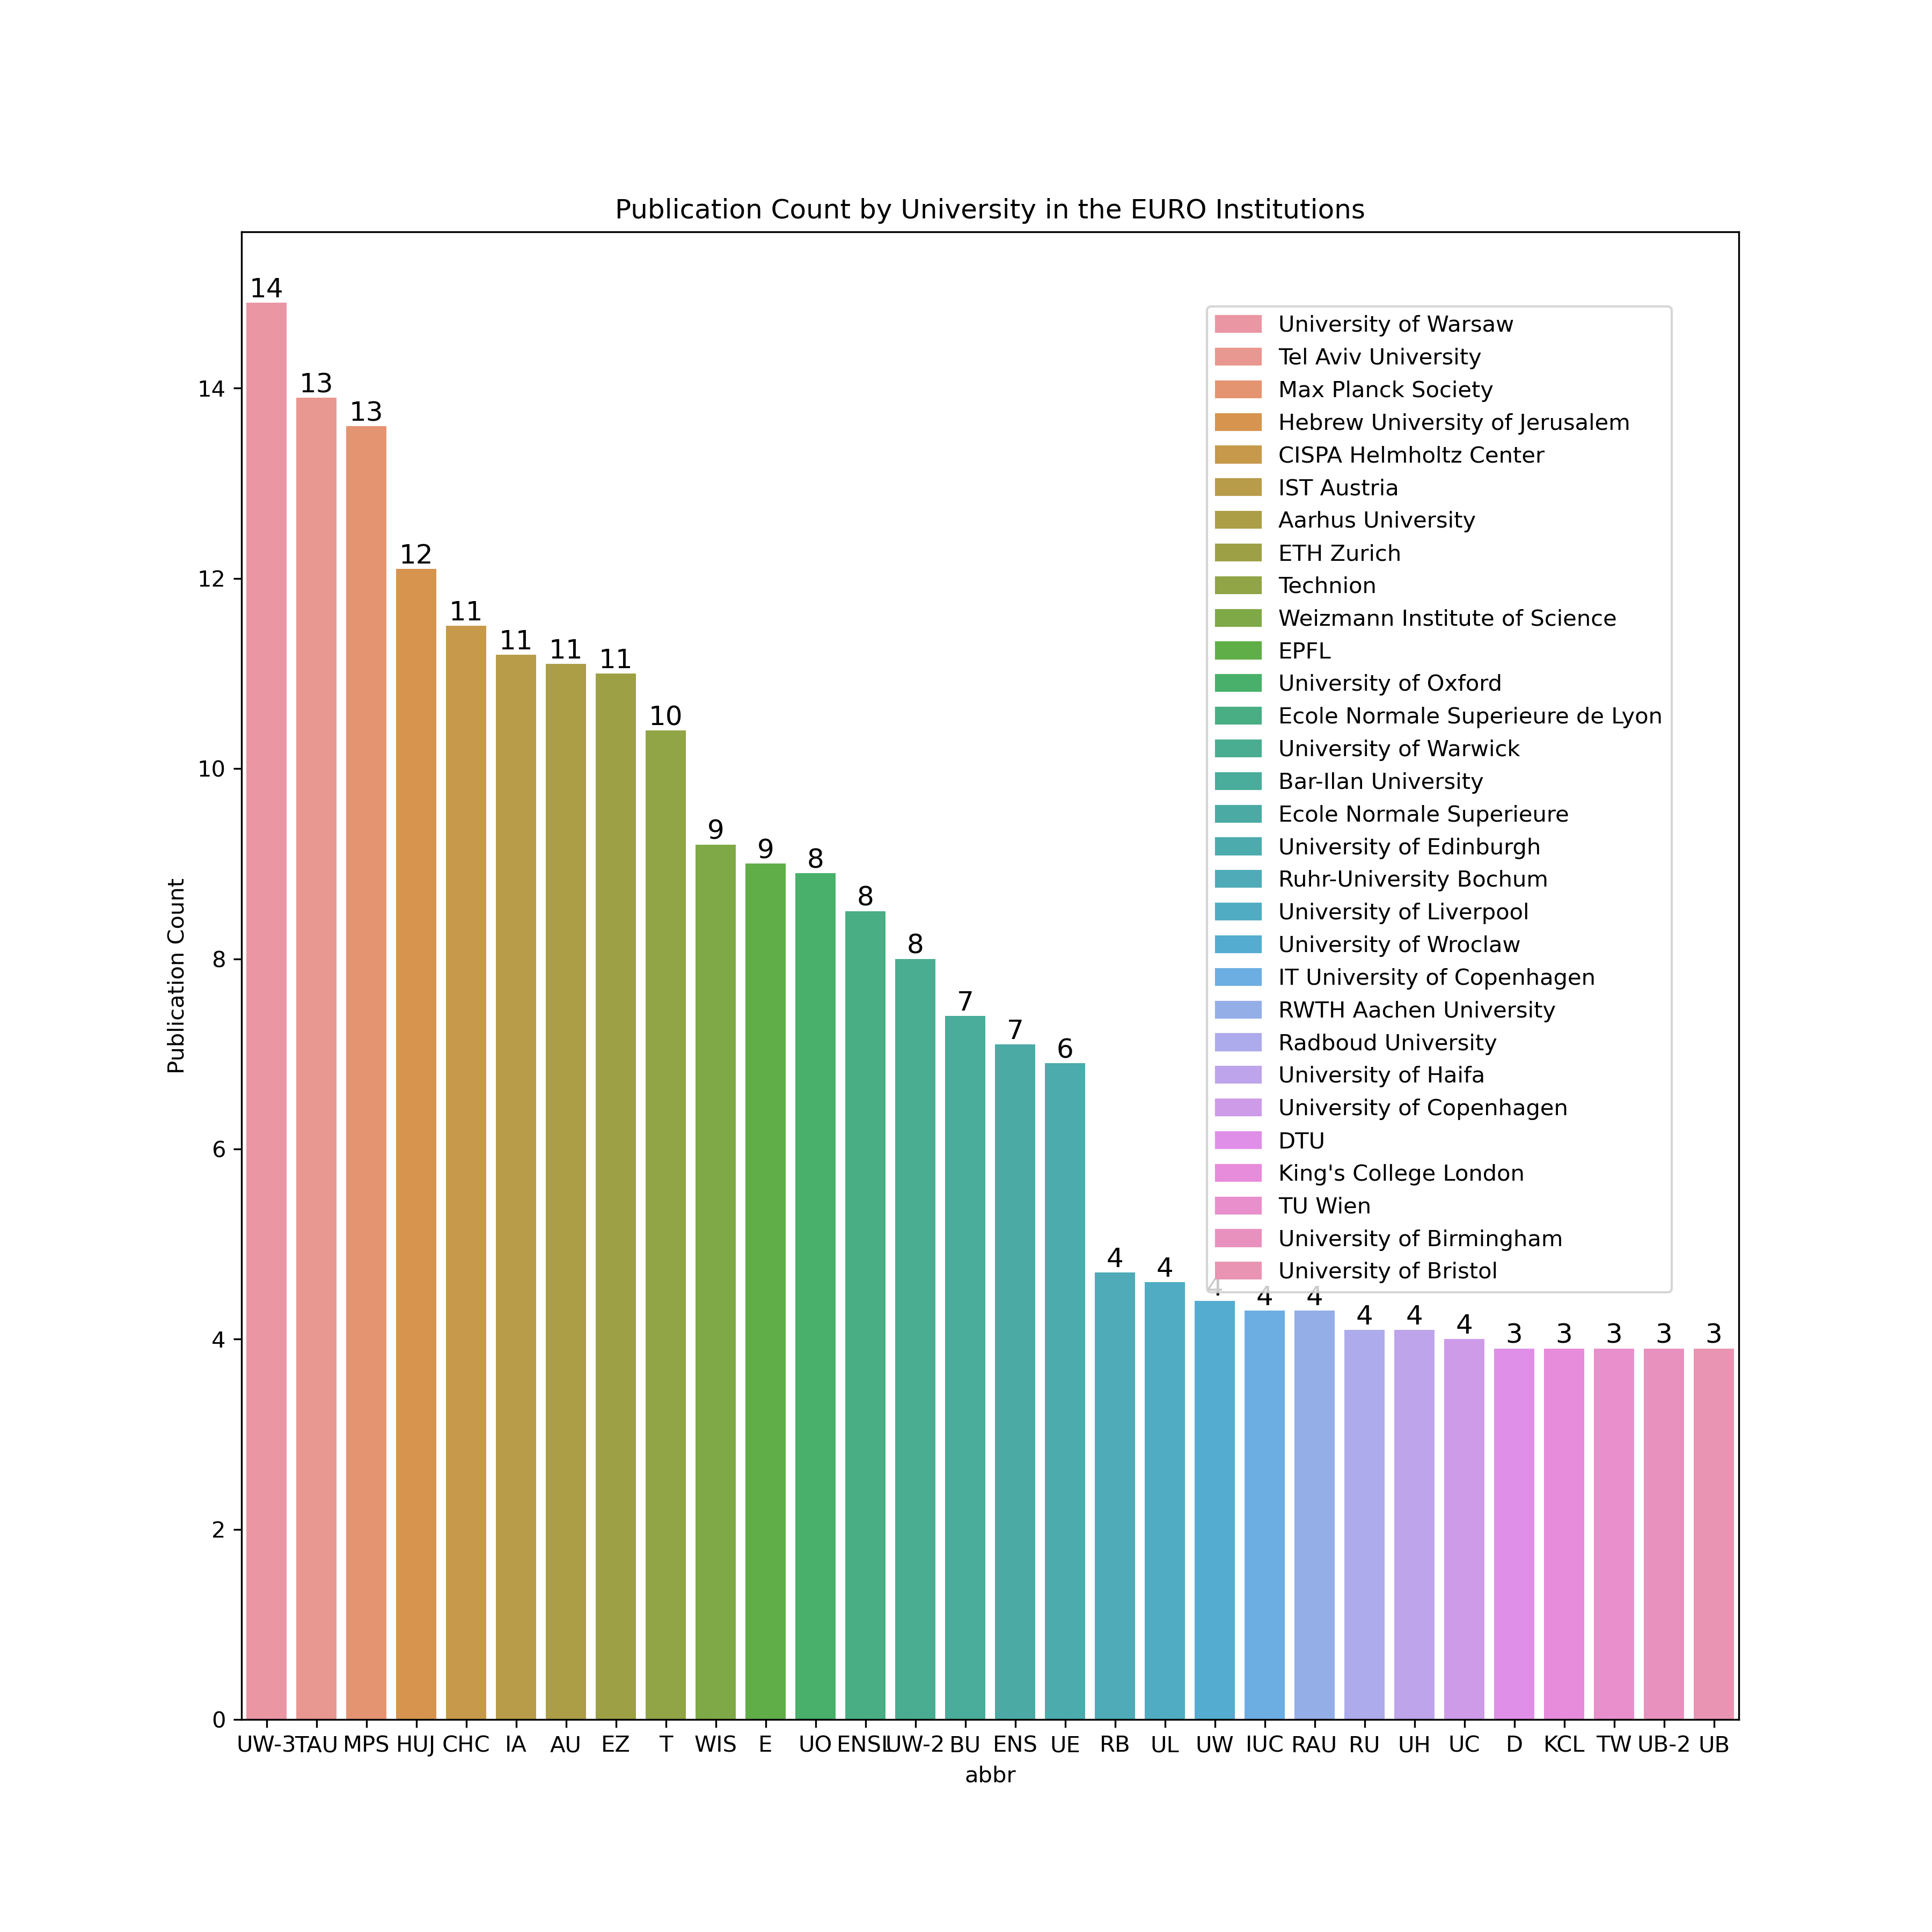 Publication Count by University in the EURO Institutions
14
13
13
12
11
11
11
11
10
9
9
8
8
8
7
7
6
4
4
4
4
4
4
4
4
3
3
3
3
3
University of Warsaw
Tel Aviv University
Max Planck Society
Hebrew University of Jerusalem
CISPA Helmholtz Center
IST Austria
Aarhus University
ETH Zurich
Technion
Weizmann Institute of Science
EPFL
University of Oxford
Ecole Normale Superieure de Lyon
University of Warwick
Bar-Ilan University
Ecole Normale Superieure
University of Edinburgh
Ruhr-University Bochum
University of Liverpool
University of Wroclaw
IT University of Copenhagen
RWTH Aachen University
Radboud University
University of Haifa
University of Copenhagen
DTU
King's College London
TU Wien
University of Birmingham
University of Bristol
Publication Count
14
12
10
8
6
4
2
0
UW-3 TAU MPS HUJ CHC IA AU EZ T WIS E UO ENSL UW-2 BU ENS UE RB UL UW IUC RAU RU UH UC D KCL TW UB-2 UB
abbr